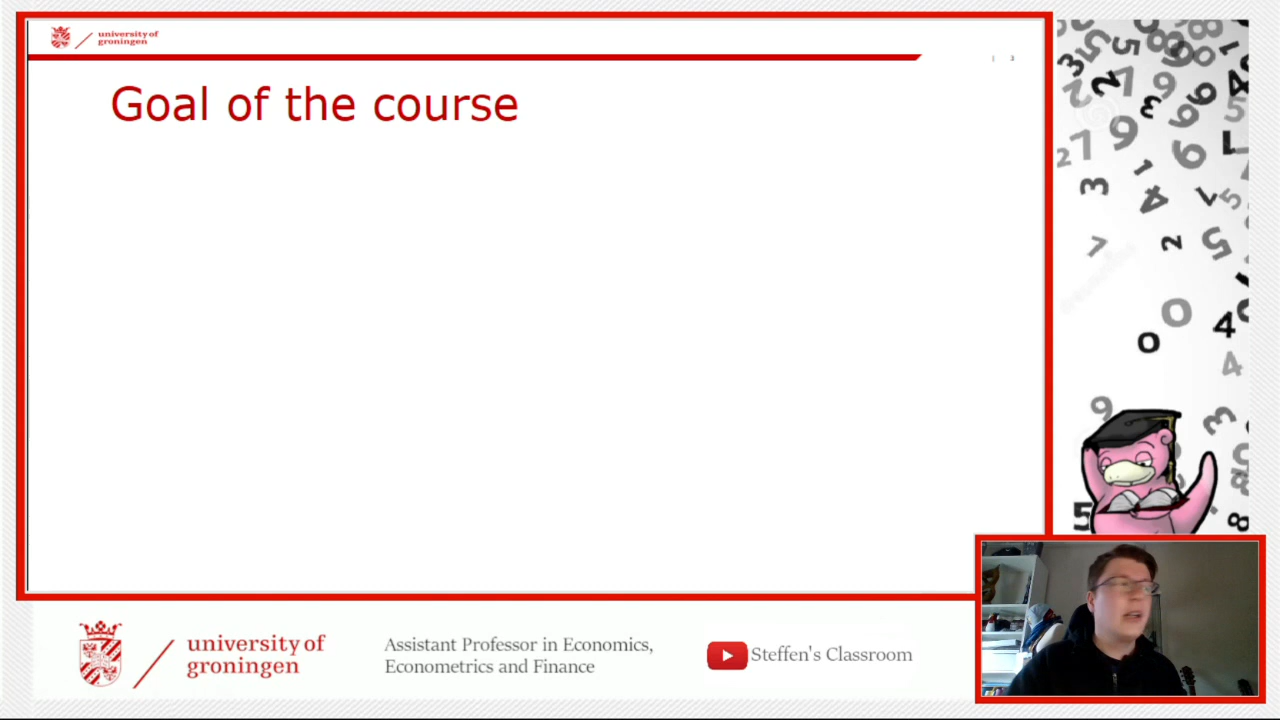 university of
groningen
| 3
Goal of the course
university of
groningen
Assistant Professor in Economics,
Econometrics and Finance
Steffen's Classroom